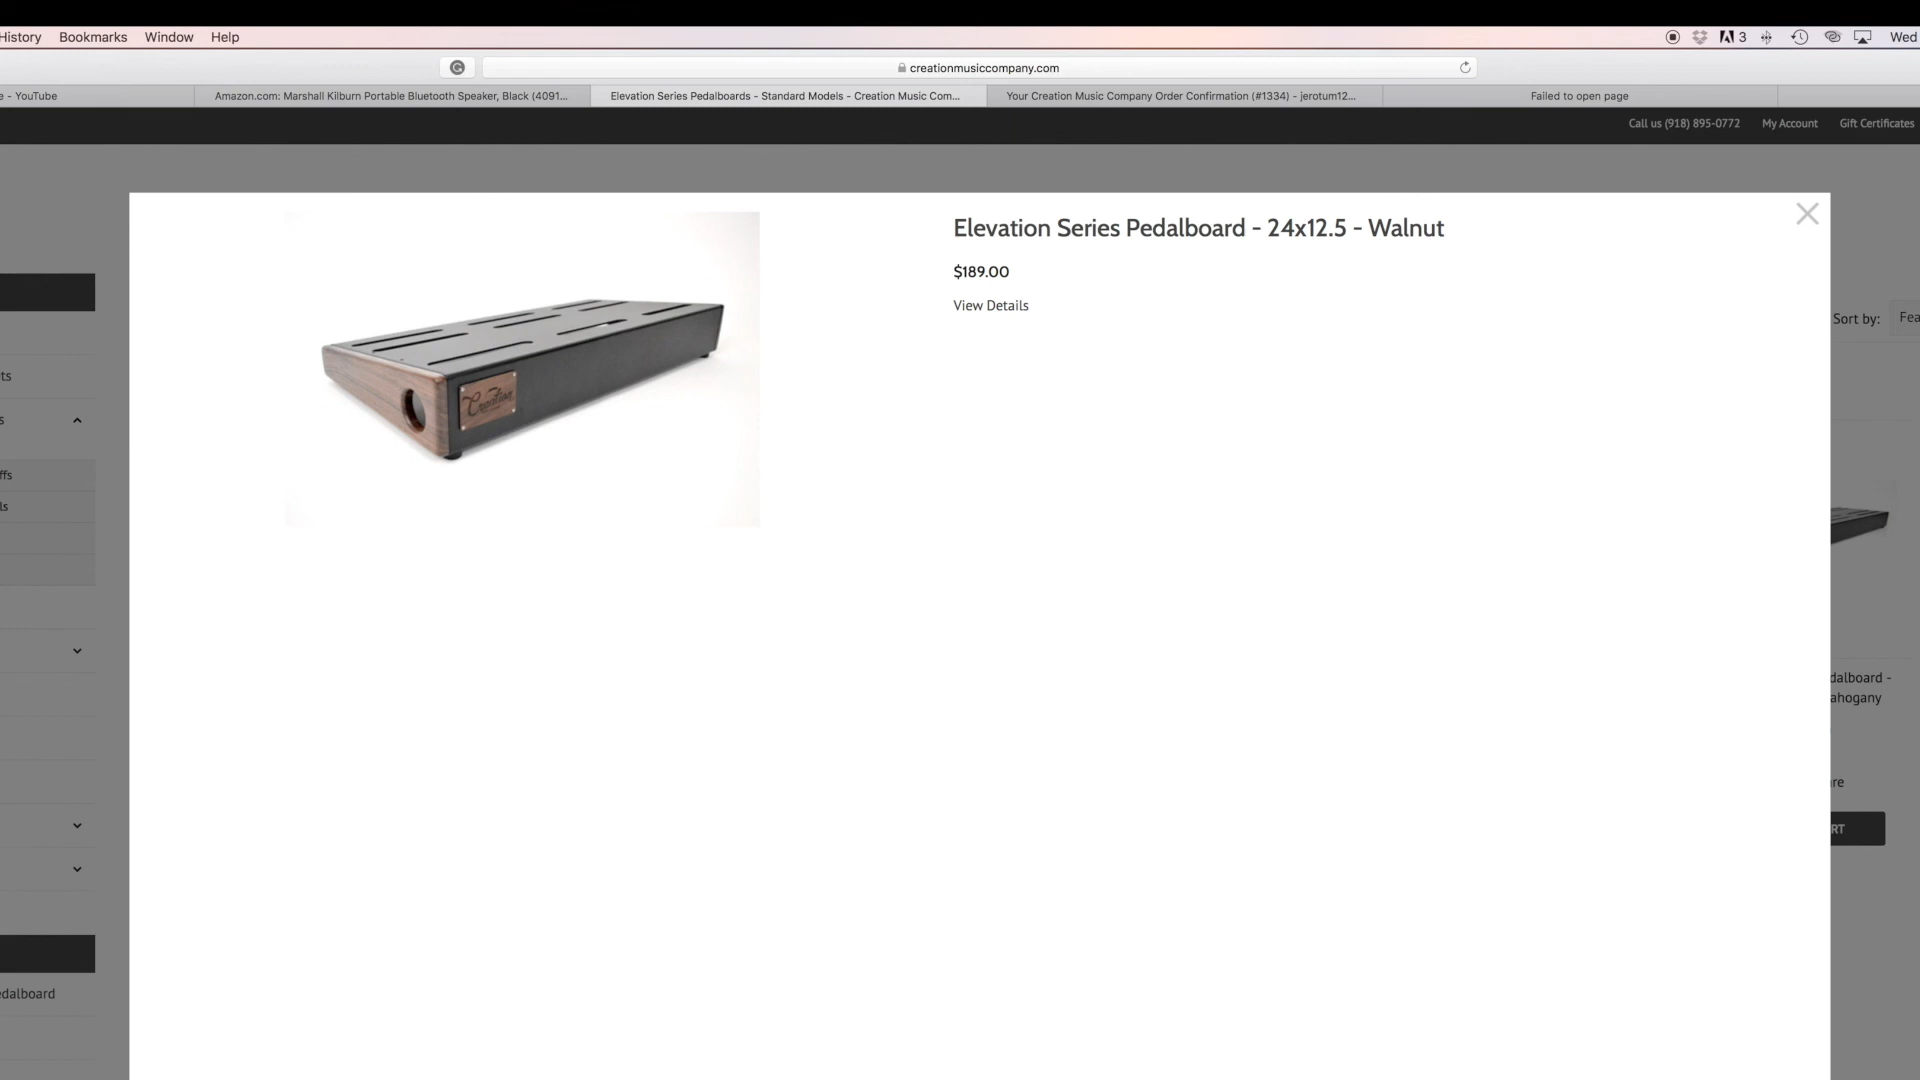 History Bookmarks Window Help 3 Wed
creationmusiccompany.com
e - YouTube
Amazon.com: Marshall Kilburn Portable Bluetooth Speaker, Black (4091...
Elevation Series Pedalboards - Standard Models - Creation Music Com...
Your Creation Music Company Order Confirmation (#1334) - jerotum12...
Failed to open page
Call us (918) 895-0772 My Account Gift Certificates
Elevation Series Pedalboard - 24x12.5 - Walnut
$189.00
View Details
Creation
Sort by: Fea
ts
s
ffs
ls
dalboard -
ahogany
re
RT
edalboard